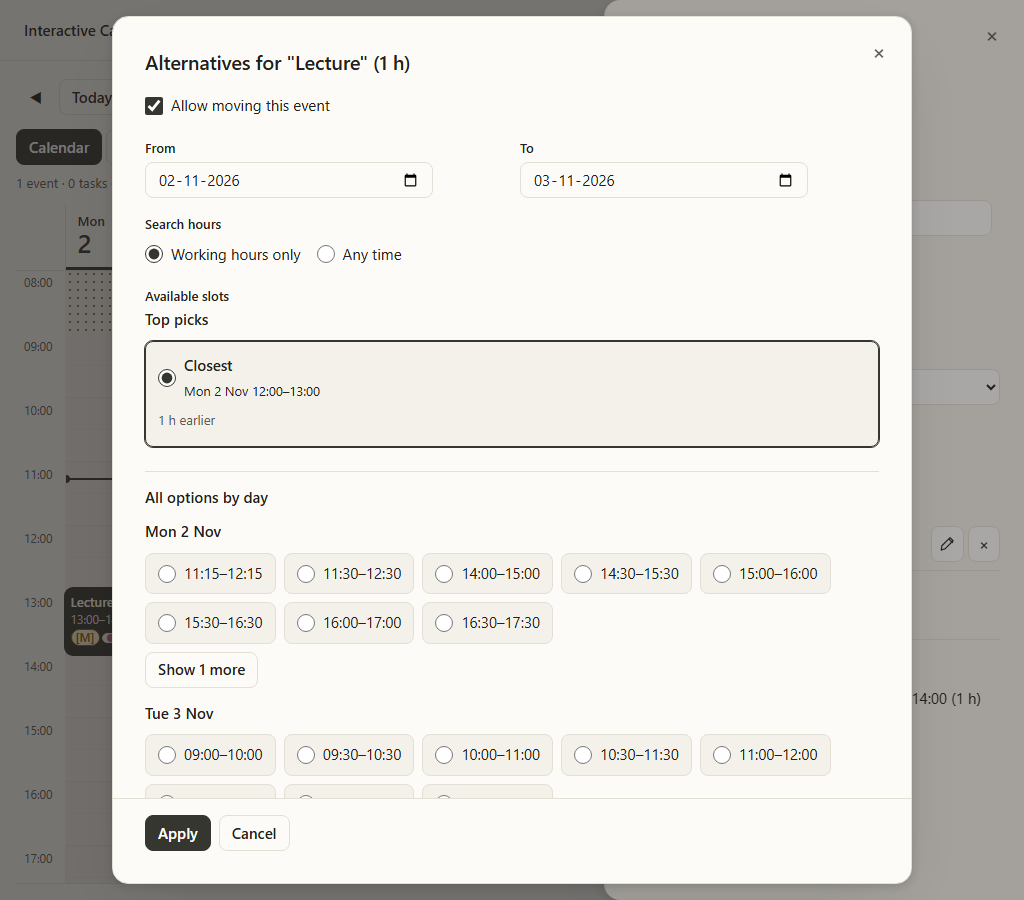 Interactive Ca
×
Alternatives for "Lecture" (1 h)
×
Allow moving this event
◀ Today
Calendar
From
To
02-11-2026
03-11-2026
1 event · 0 tasks
Search hours
Mon
2
Working hours only
Any time
08:00
Available slots
Top picks
09:00
Closest
Mon 2 Nov 12:00–13:00
10:00
1 h earlier
11:00
All options by day
Mon 2 Nov
12:00
×
11:15–12:15
11:30–12:30
14:00–15:00
14:30–15:30
15:00–16:00
13:00
Lecture
13:00–1
[M]
15:30–16:30
16:00–17:00
16:30–17:30
14:00
Show 1 more
14:00 (1 h)
Tue 3 Nov
15:00
09:00–10:00
09:30–10:30
10:00–11:00
10:30–11:30
11:00–12:00
16:00
Apply
Cancel
17:00